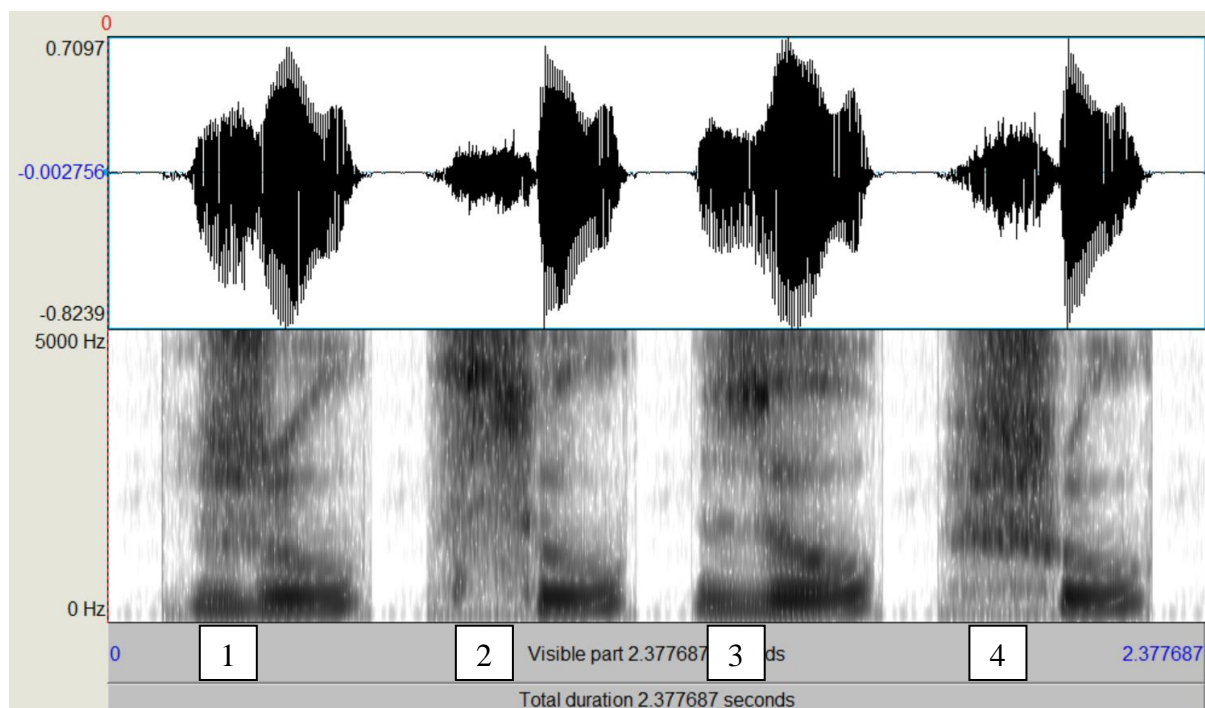 0
0.7097
-0.002756
-0.8239
5000 Hz
0 Hz
0 1 2 Visible part 2.377687 3 ds 4 2.377687
Total duration 2.377687 seconds